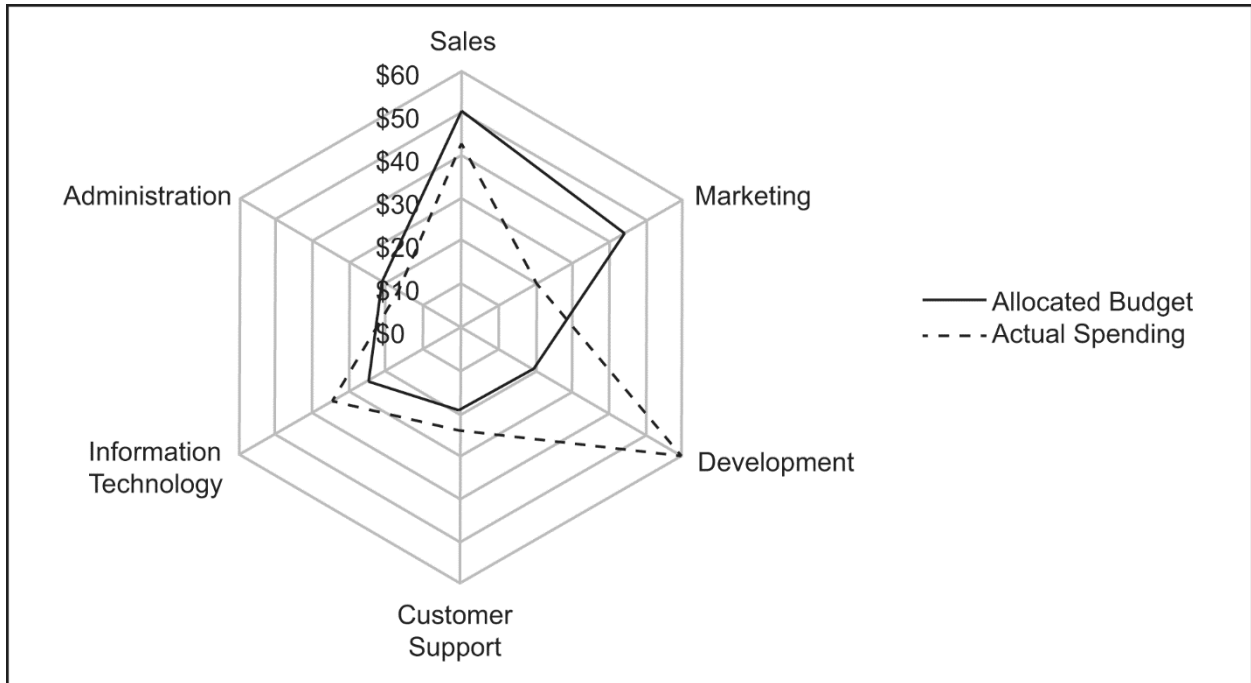 Sales
$60
$50
$40
$30
$20
$10
$0
Administration
Marketing
Allocated Budget
Actual Spending
Information
Technology
Development
Customer
Support